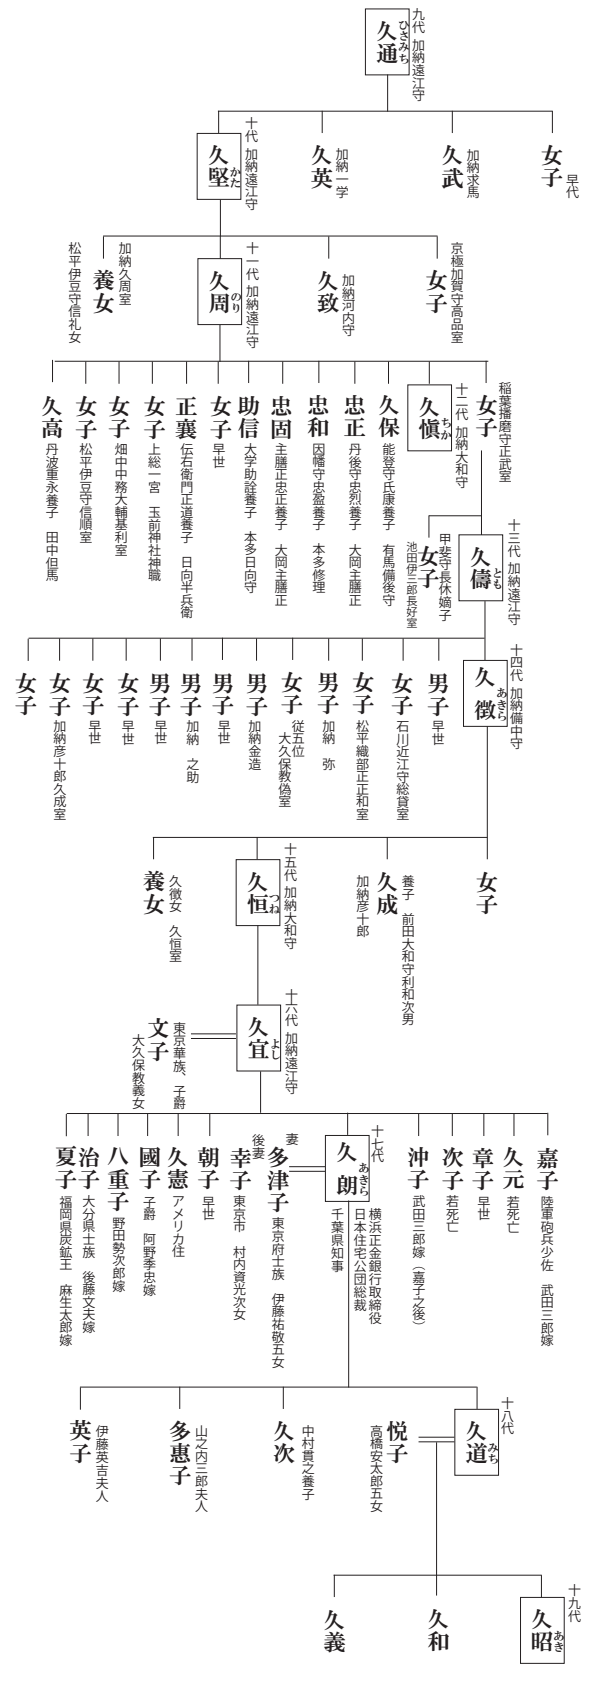 九代 加納遠江守
久通
ひさみち
女子
早代
久武
加納求馬
久英
加納一学
十代 加納遠江守
久堅
かた
女子
京極加賀守高品室
久致
加納河内守
十一代 加納遠江守
久周
のり
養女
加納久周室
松平伊豆守信礼女
女子
稲葉播磨守正武室
十二代 加納大和守
久愼
ちか
久保
能登守氏康養子 有馬備後守
忠正
丹後守忠烈養子 大岡主膳正
忠和
因幡守忠盈養子 本多修理
忠固
主膳正忠正養子 大岡主膳正
助信
大学助詮養子 本多日向守
女子
早世
正襄
伝右衛門正道養子 日向半兵衛
女子
上総一宮 玉前神社神職
女子
畑中中務大輔基利室
女子
松平伊豆守信順室
久高
丹波重永養子 田中但馬
十三代 加納遠江守
久儔
とも
女子
甲斐守長休嫡子
池田伊三郎長好室
十四代 加納備中守
久徴
あきら
男子
早世
女子
石川近江守総貸室
女子
松平織部正正和室
男子
加納 弥
女子
従五位
大久保教偽室
男子
加納金造
男子
早世
男子
加納 之助
男子
早世
女子
早世
女子
早世
女子
加納彦十郎久成室
女子
女子
久成
養子 前田大和守利和次男
加納彦十郎
十五代 加納大和守
久恒
つね
養女
久徴女 久恒室
十六代 加納遠江守
久宜
よし
文子
東京華族、子爵
大久保教義女
嘉子
陸軍砲兵少佐 武田三郎嫁
久元
若死亡
章子
早世
次子
若死亡
沖子
武田三郎嫁（嘉子之後）
十七代
久朗
あきら
横浜正金銀行取締役
日本住宅公団総裁
千葉県知事
妻
多津子
東京府士族 伊藤祐敬五女
後妻
幸子
東京市 村内資光次女
朝子
早世
久憲
アメリカ住
國子
子爵 阿野季忠嫁
八重子
野田勢次郎嫁
治子
大分県士族 後藤文夫嫁
夏子
福岡県炭鉱王 麻生太郎嫁
十八代
久道
みち
悦子
高橋安太郎五女
久次
中村貫之養子
多惠子
山之内三郎夫人
英子
伊藤英吉夫人
十九代
久昭
あき
久和
久義